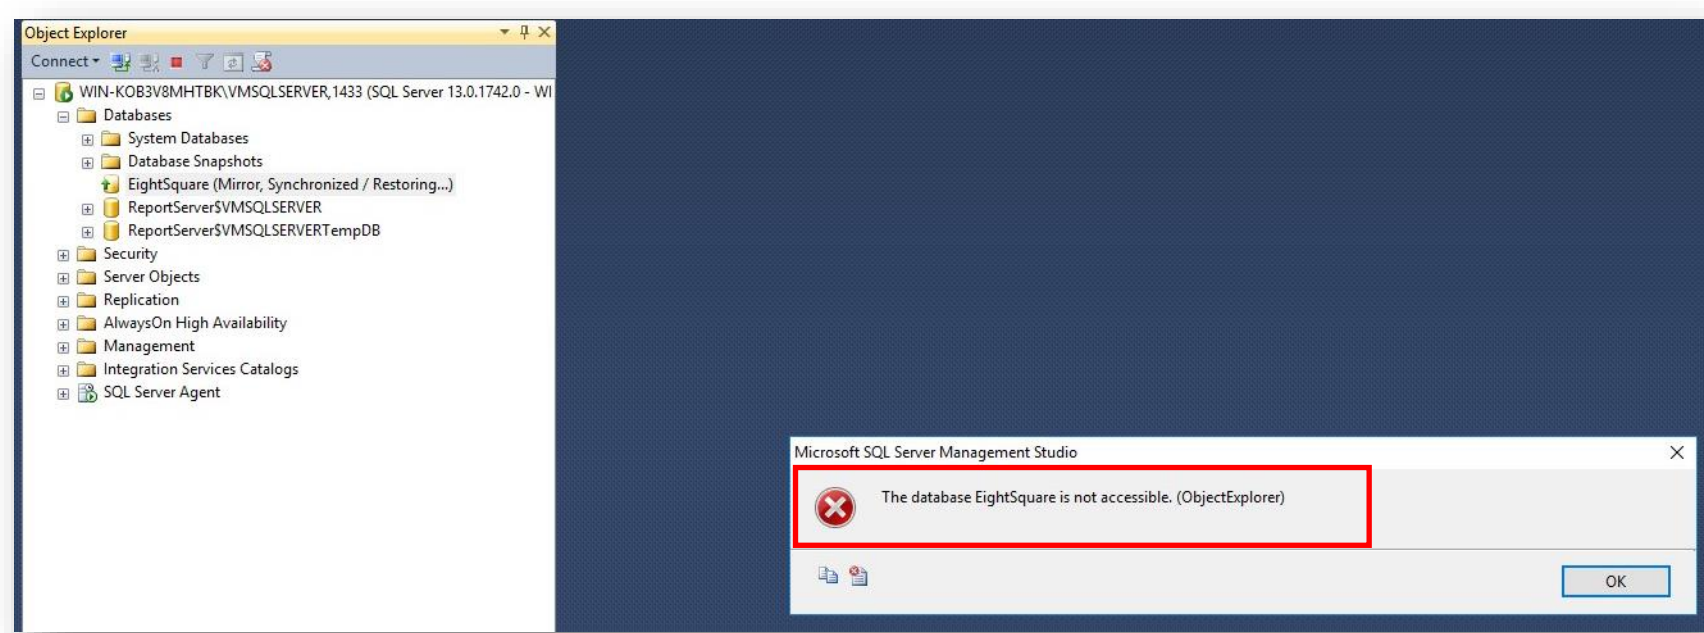 Object Explorer
Connect
WIN-KOB3V8MHTBK\VMSQLSERVER,1433 (SQL Server 13.0.1742.0 - WI
Databases
System Databases
Database Snapshots
EightSquare (Mirror, Synchronized / Restoring...)
ReportServer$VMSQLSERVER
ReportServer$VMSQLSERVERTempDB
Security
Server Objects
Replication
AlwaysOn High Availability
Management
Integration Services Catalogs
SQL Server Agent
Microsoft SQL Server Management Studio
The database EightSquare is not accessible. (ObjectExplorer)
OK